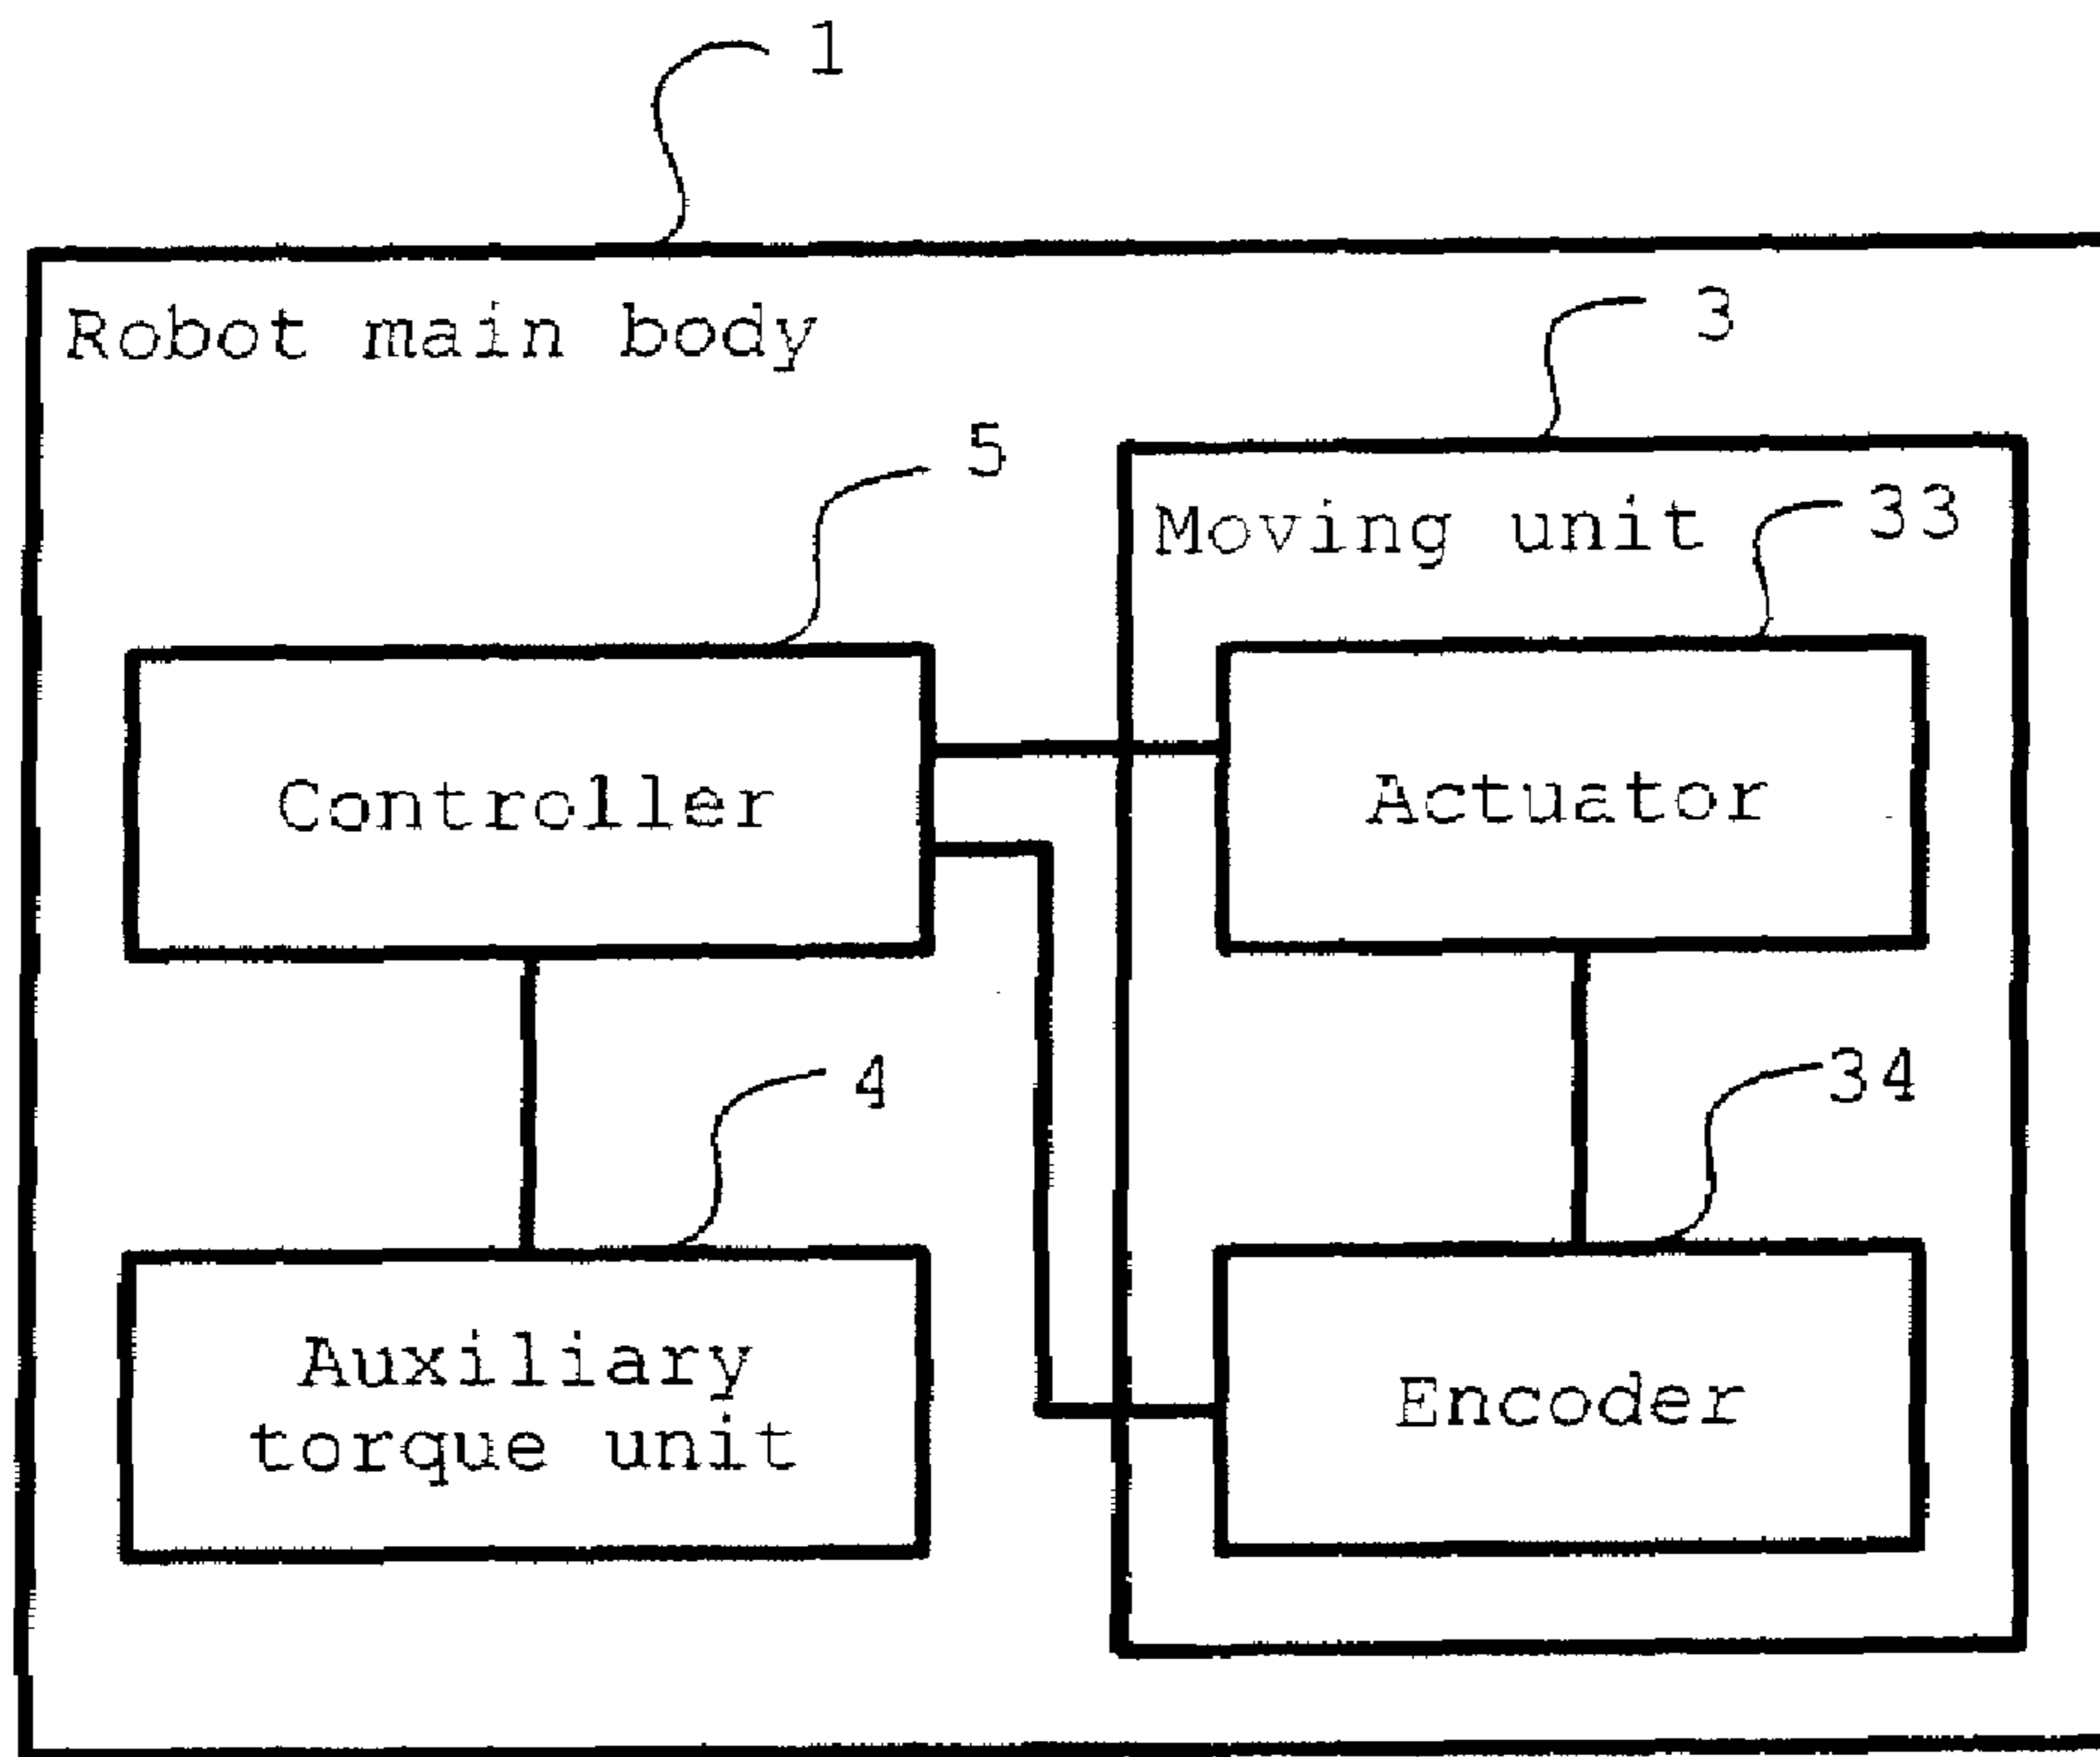 1
Robot main body
3
5
Moving unit
33
Controller
Actuator
4
34
Auxiliary
torque unit
Encoder